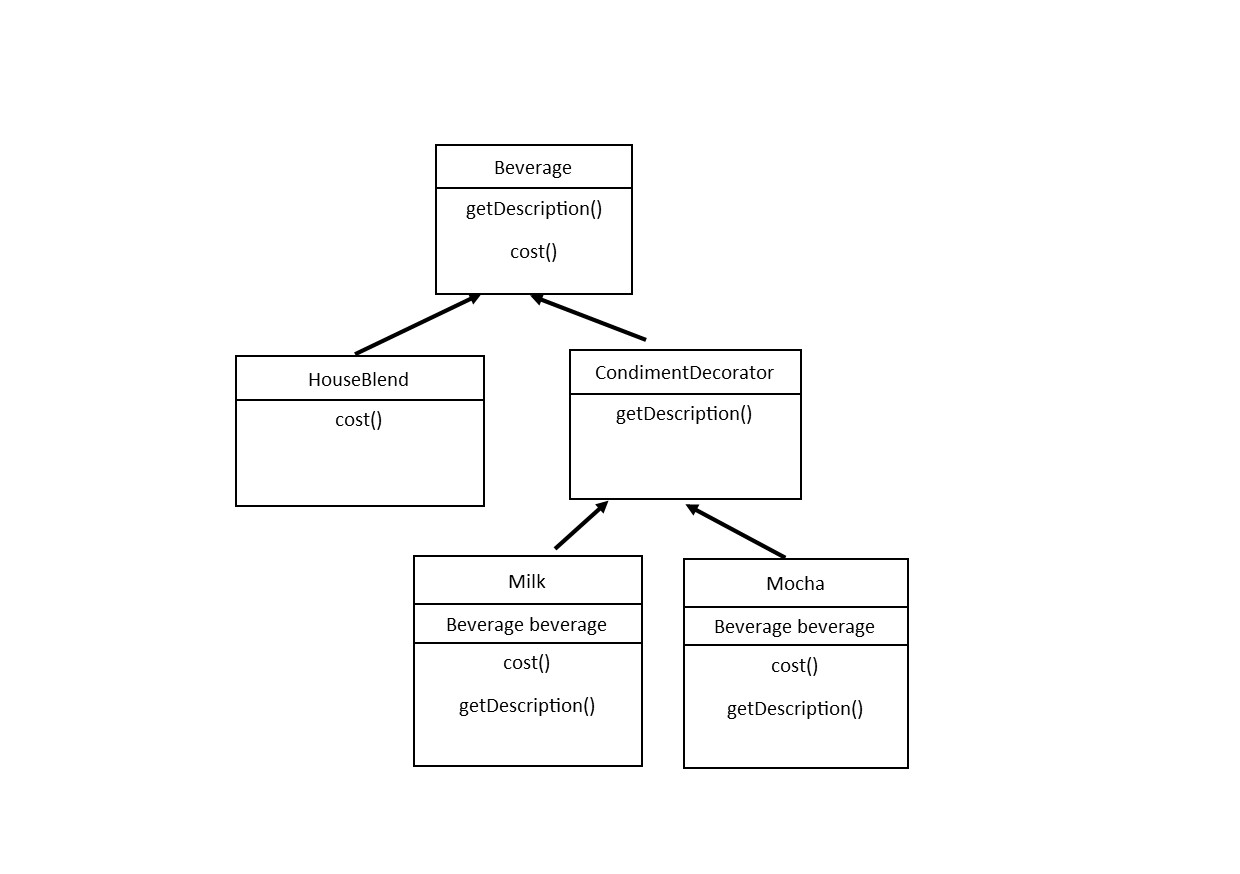 Beverage
getDescription()
cost()
HouseBlend
cost()
CondimentDecorator
getDescription()
Milk
Beverage beverage
cost()
getDescription()
Mocha
Beverage beverage
cost()
getDescription()